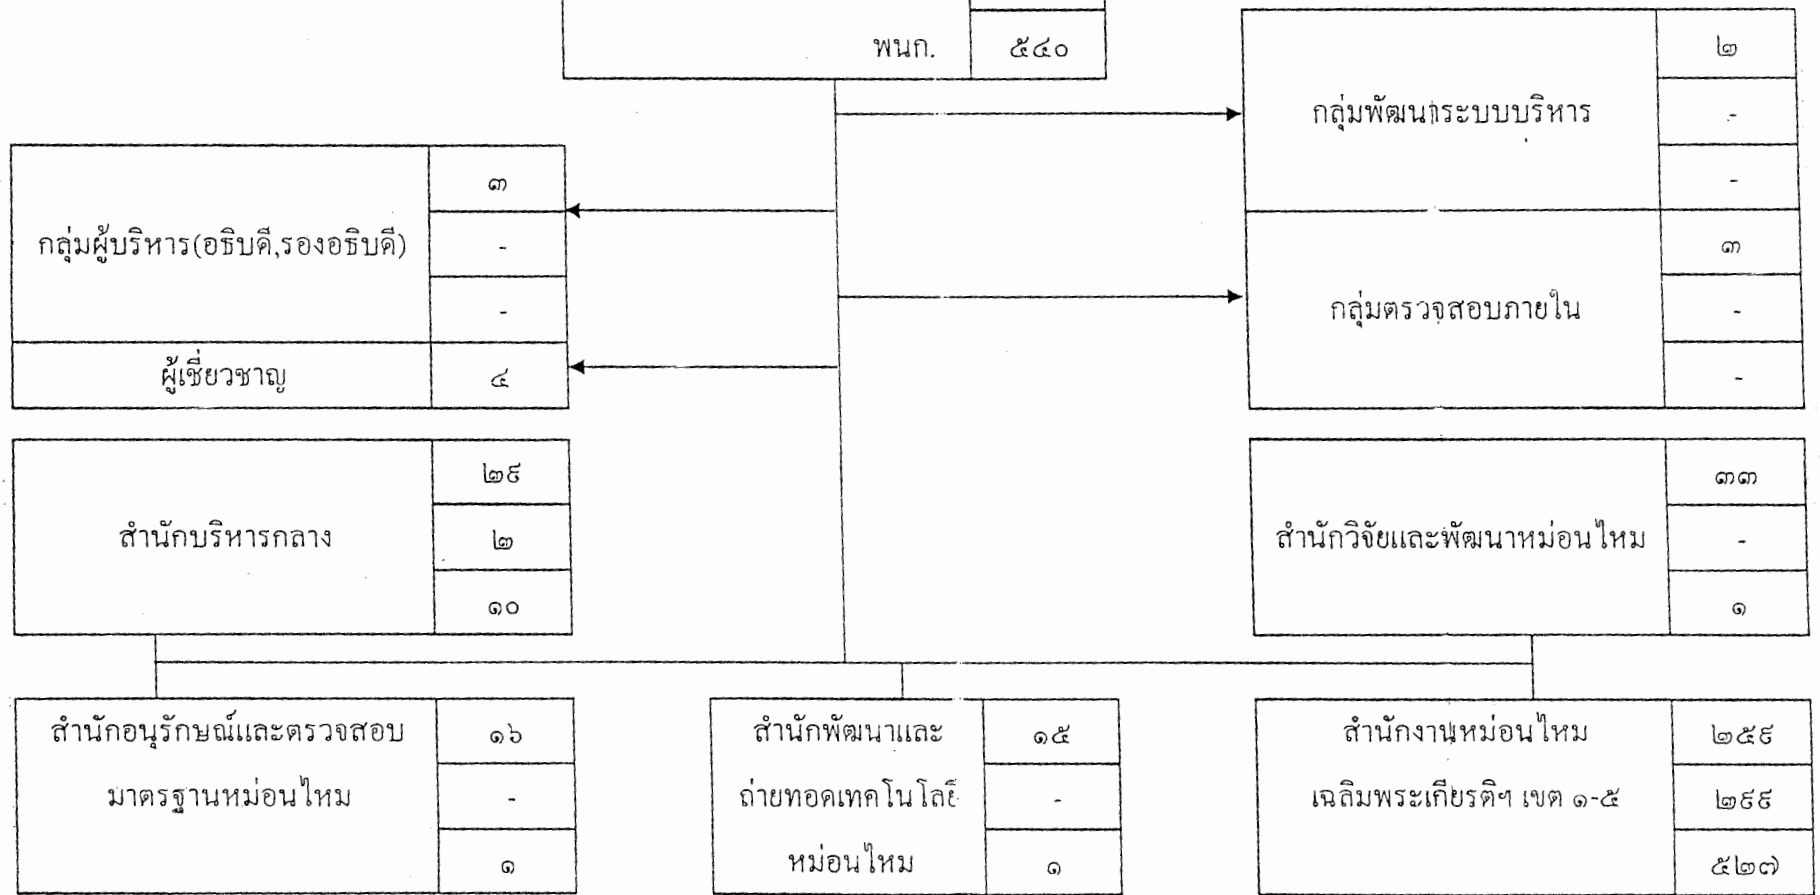 พนก. ๕๔๐
กลุ่มพัฒนาระบบบริหาร
๒
-
-
กลุ่มผู้บริหาร(อธิบดี,รองอธิบดี)
๓
-
-
ผู้เชี่ยวชาญ ๔
กลุ่มตรวจสอบภายใน
๓
-
-
สำนักบริหารกลาง
๒๙
๒
๑๐
สำนักวิจัยและพัฒนาหม่อนไหม
๓๓
-
๑
สำนักอนุรักษณ์และตรวจสอบ ๑๖
มาตรฐานหม่อนไหม -
๑
สำนักพัฒนาและ ๑๕
ถ่ายทอดเทคโนโลยี -
หม่อนไหม ๑
สำนักงานหม่อนไหม ๒๕๙
เฉลิมพระเกียรติฯ เขต ๑-๕ ๒๙๙
๕๒๗